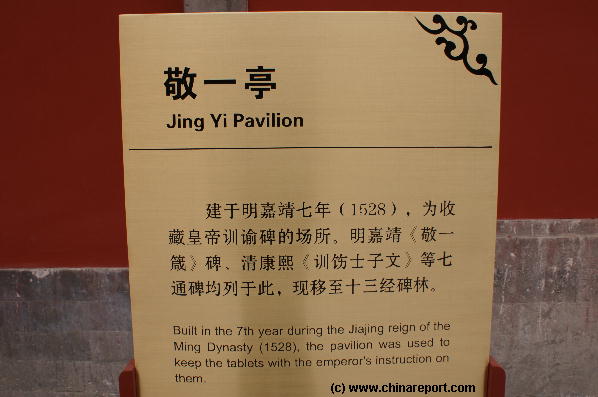 敬一亭
Jing Yi Pavilion
建于明嘉靖七年（1528），为收
藏皇帝训谕碑的场所。明嘉靖《敬一
箴》碑、清康熙《训饬士子文》等七
通碑均列于此，现移至十三经碑林。
Built in the 7th year during the Jiajing reign of the
Ming Dynasty (1528), the pavilion was used to
keep the tablets with the emperor's instruction on
them.
(c) www.chinareport.com